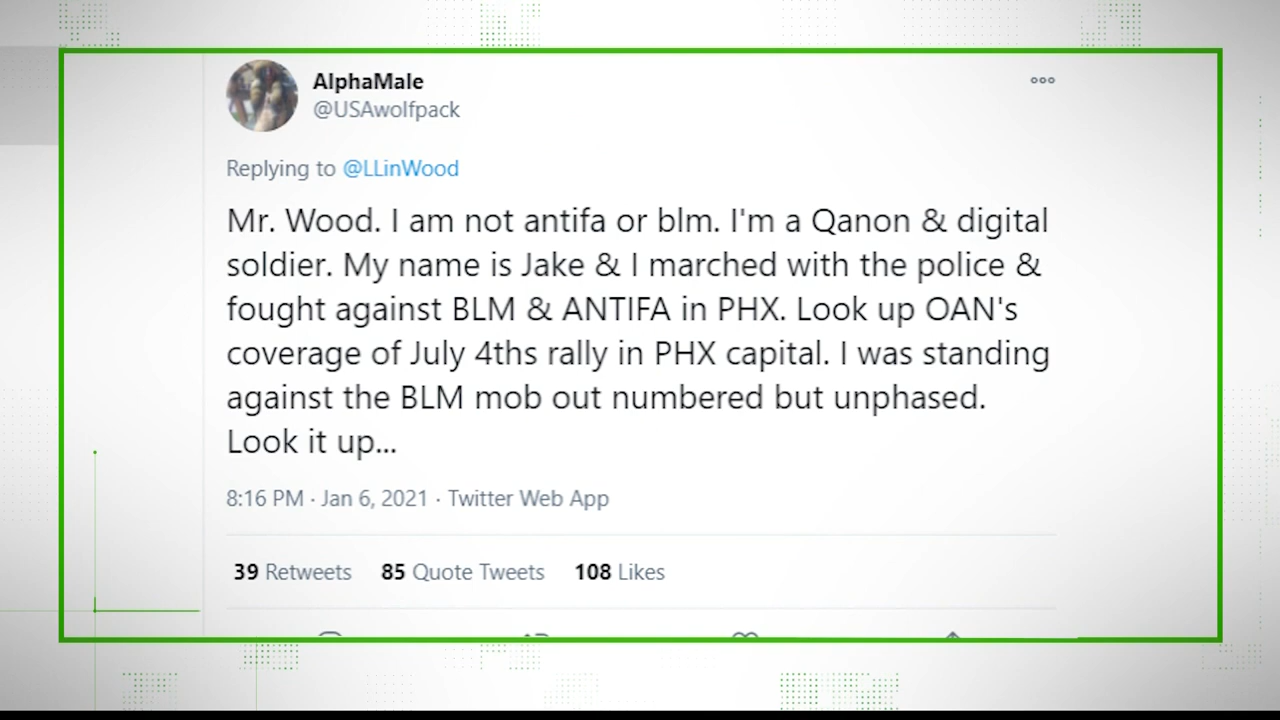 AlphaMale
@USAwolfpack
Replying to @LLinWood
Mr. Wood. I am not antifa or blm. I'm a Qanon & digital
soldier. My name is Jake & I marched with the police &
fought against BLM & ANTIFA in PHX. Look up OAN's
coverage of July 4ths rally in PHX capital. I was standing
against the BLM mob out numbered but unphased.
Look it up...
8:16 PM · Jan 6, 2021 · Twitter Web App
39 Retweets 85 Quote Tweets 108 Likes